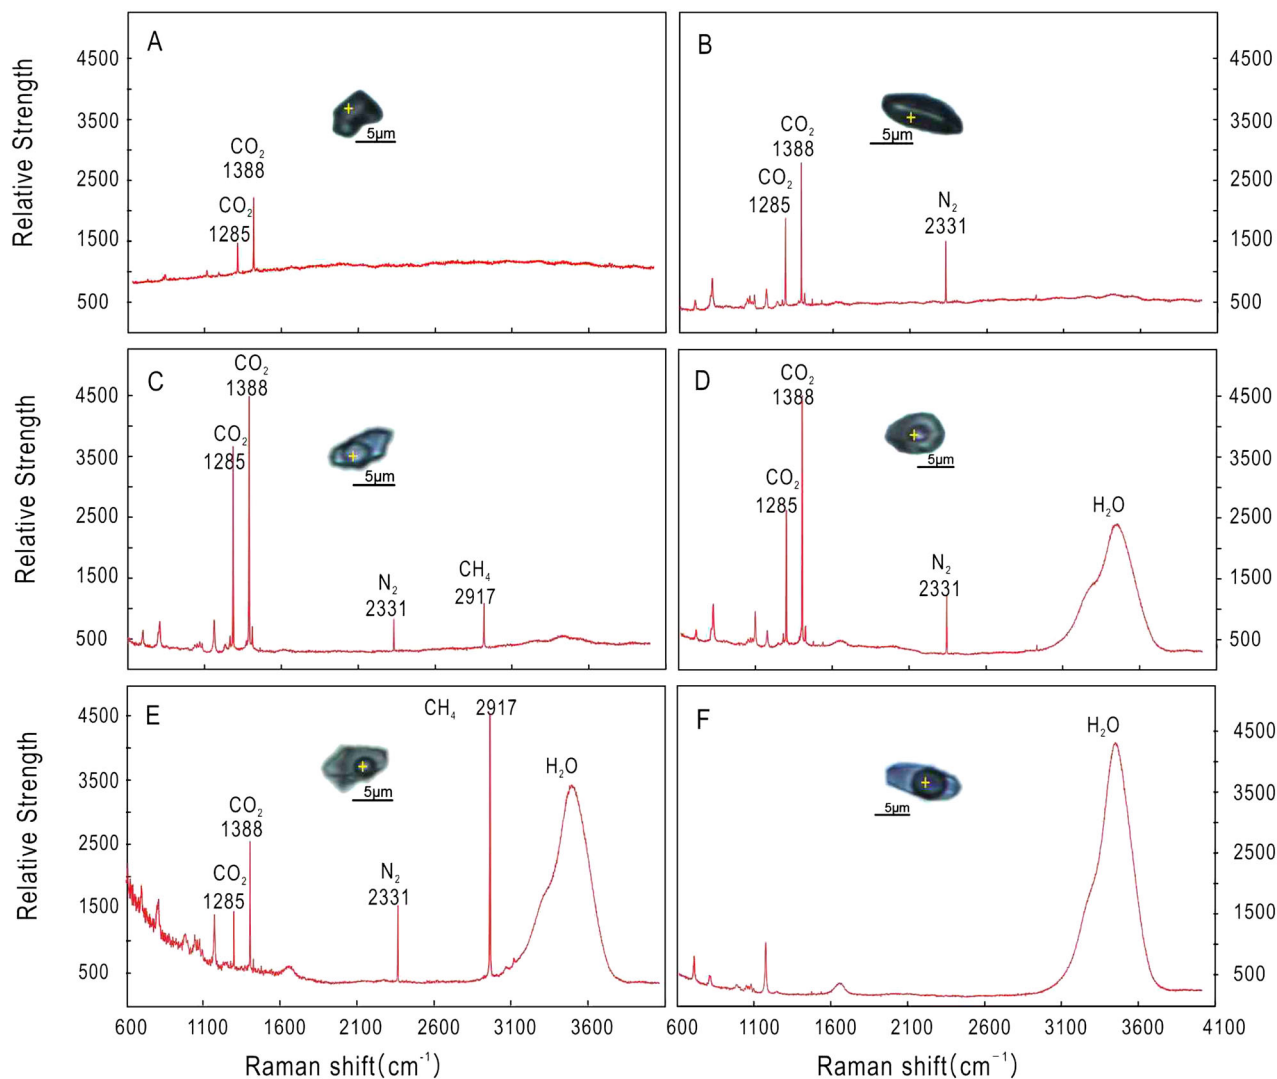 A
B
Relative Strength
4500
3500
2500
1500
500
5μm
CO₂
1388
CO₂
1285
5μm
CO₂
1388
CO₂
1285
N₂
2331
4500
3500
2500
1500
500
C
D
Relative Strength
4500
3500
2500
1500
500
CO₂
1388
CO₂
1285
5μm
N₂
2331
CH₄
2917
CO₂
1388
CO₂
1285
5μm
N₂
2331
H₂O
4500
3500
2500
1500
500
E
F
Relative Strength
4500
3500
2500
1500
500
CH₄ 2917
H₂O
5μm
CO₂
1388
CO₂
1285
N₂
2331
H₂O
5μm
4500
3500
2500
1500
500
600 1100 1600 2100 2600 3100 3600
600 1100 1600 2100 2600 3100 3600 4100
Raman shift(cm⁻¹)
Raman shift(cm⁻¹)